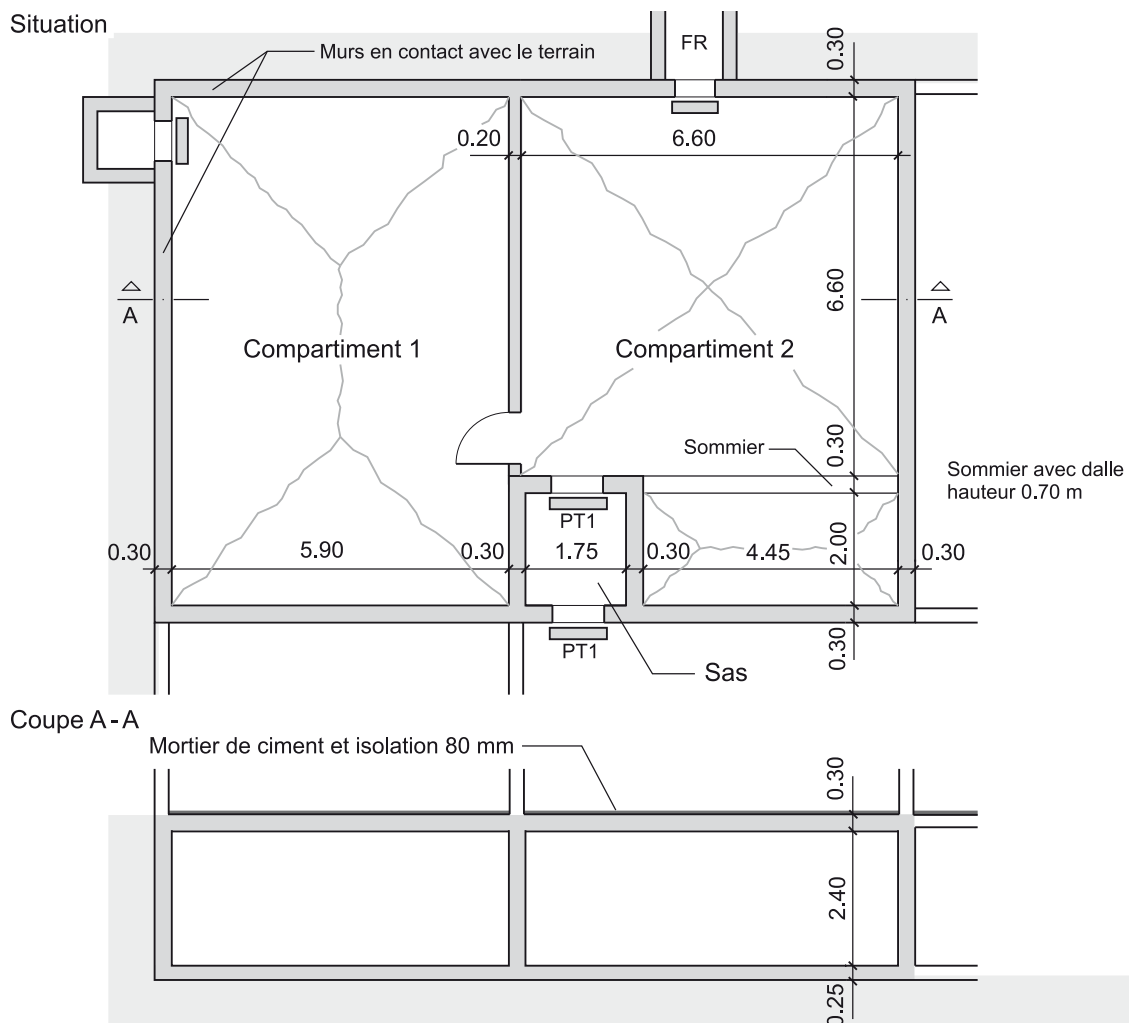 Situation
FR
0.30
Murs en contact avec le terrain
0.20
6.60
6.60
A
A
Compartiment 1
Compartiment 2
Sommier
0.30
Sommier avec dalle
hauteur 0.70 m
PT1
0.30
5.90
0.30
1.75
0.30
4.45
2.00
0.30
PT1
0.30
Sas
Coupe A - A
Mortier de ciment et isolation 80 mm
0.30
2.40
0.25